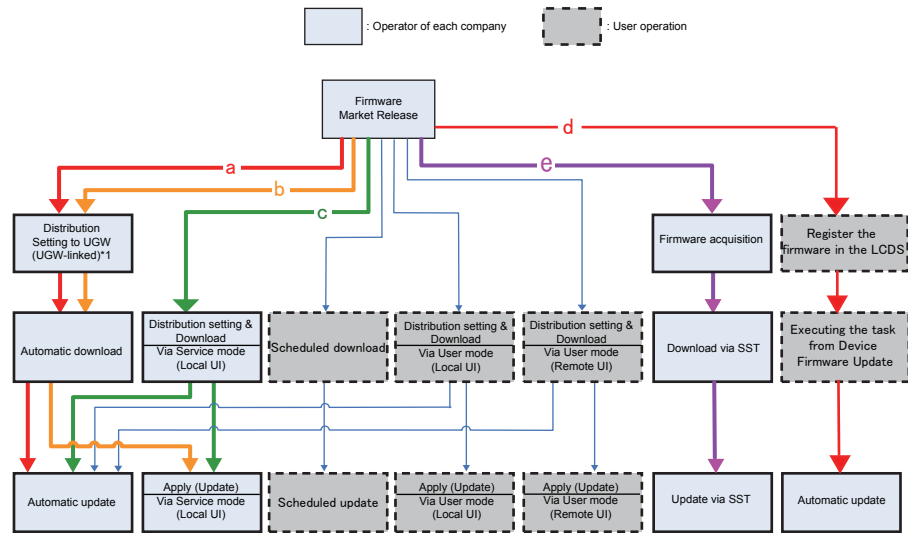 : Operator of each company
: User operation
Firmware
Market Release
a
b
c
d
e
Distribution
Setting to UGW
(UGW-linked)*1
Firmware acquisition
Register the
firmware in the LCDS
Automatic download
Distribution setting &
Download
Via Service mode
(Local UI)
Scheduled download
Distribution setting &
Download
Via User mode
(Local UI)
Distribution setting &
Download
Via User mode
(Remote UI)
Download via SST
Executing the task
from Device
Firmware Update
Automatic update
Apply (Update)
Via Service mode
(Local UI)
Scheduled update
Apply (Update)
Via User mode
(Local UI)
Apply (Update)
Via User mode
(Remote UI)
Update via SST
Automatic update